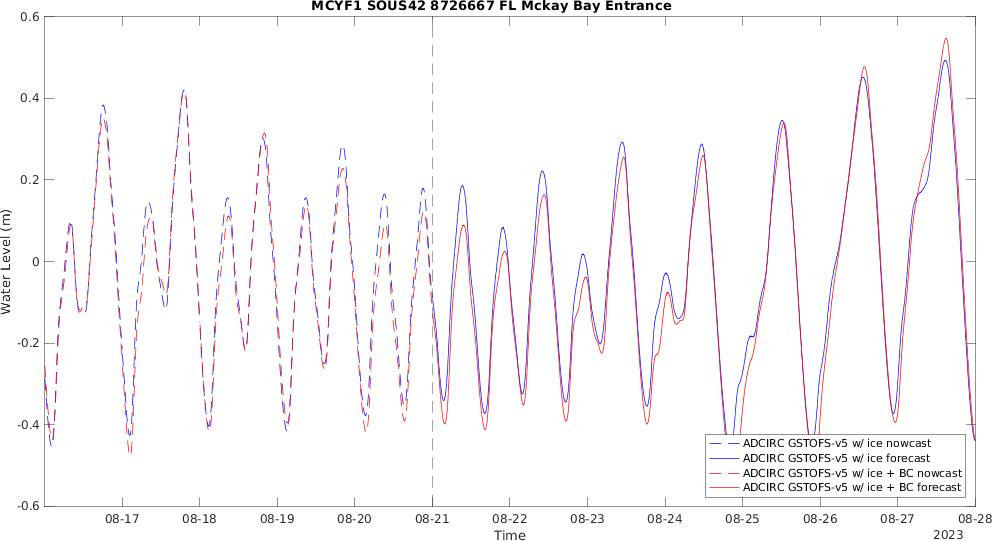 MCYF1 SOUS42 8726667 FL Mckay Bay Entrance
0.6
0.4
0.2
0
-0.2
-0.4
-0.6
Water Level (m)
08-17 08-18 08-19 08-20 08-21 08-22 08-23 08-24 08-25 08-26 08-27 08-28
Time
2023
ADCIRC GSTOFS-v5 w/ ice nowcast
ADCIRC GSTOFS-v5 w/ ice forecast
ADCIRC GSTOFS-v5 w/ ice + BC nowcast
ADCIRC GSTOFS-v5 w/ ice + BC forecast